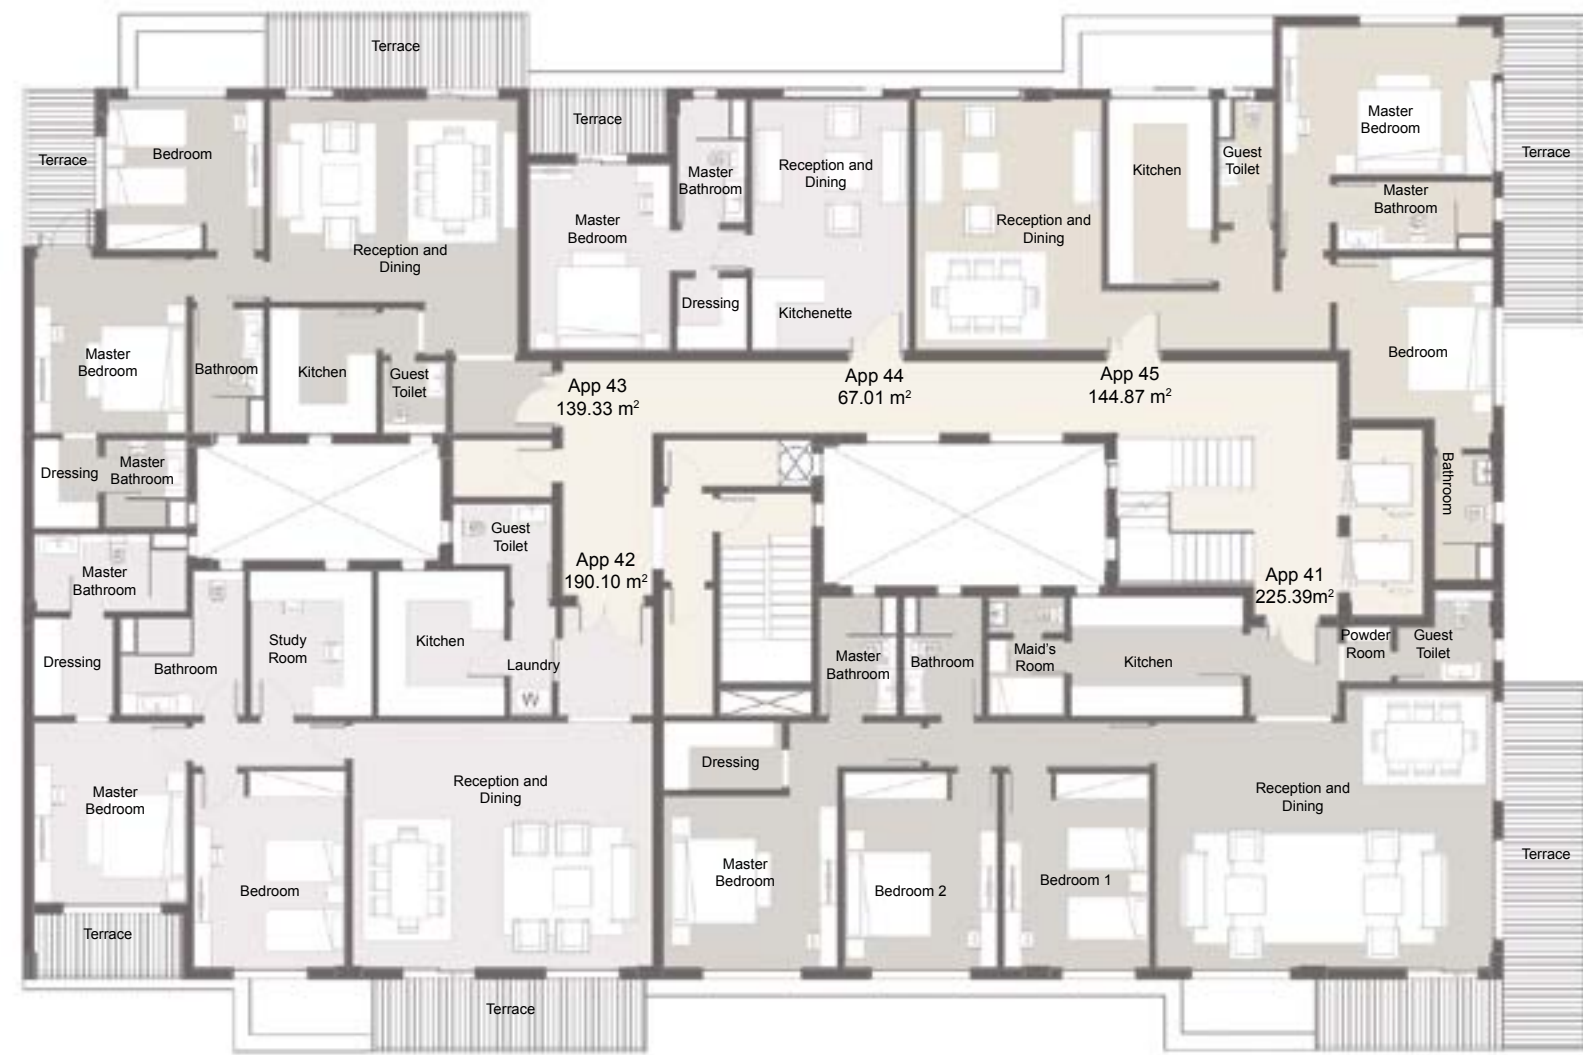 Terrace
Terrace
Bedroom
Terrace
Reception and
Dining
Terrace
Master
Bedroom
Master
Bathroom
Reception and
Dining
Kitchenette
Dressing
Reception and
Dining
Kitchen
Guest
Toilet
Master
Bedroom
Master
Bathroom
Terrace
Bedroom
Bathroom
Master
Bedroom
Bathroom
Kitchen
Guest
Toilet
Dressing
Master
Bathroom
App 43
139.33 m²
App 44
67.01 m²
App 45
144.87 m²
App 42
190.10 m²
App 41
225.39m²
Guest
Toilet
Master
Bathroom
Dressing
Bathroom
Study
Room
Kitchen
Laundry
W
Master
Bathroom
Bathroom
Maid's
Room
Kitchen
Powder
Room
Guest
Toilet
Master
Bedroom
Bedroom
Reception and
Dining
Dressing
Master
Bedroom
Bedroom 2
Bedroom 1
Reception and
Dining
Terrace
Terrace
Terrace